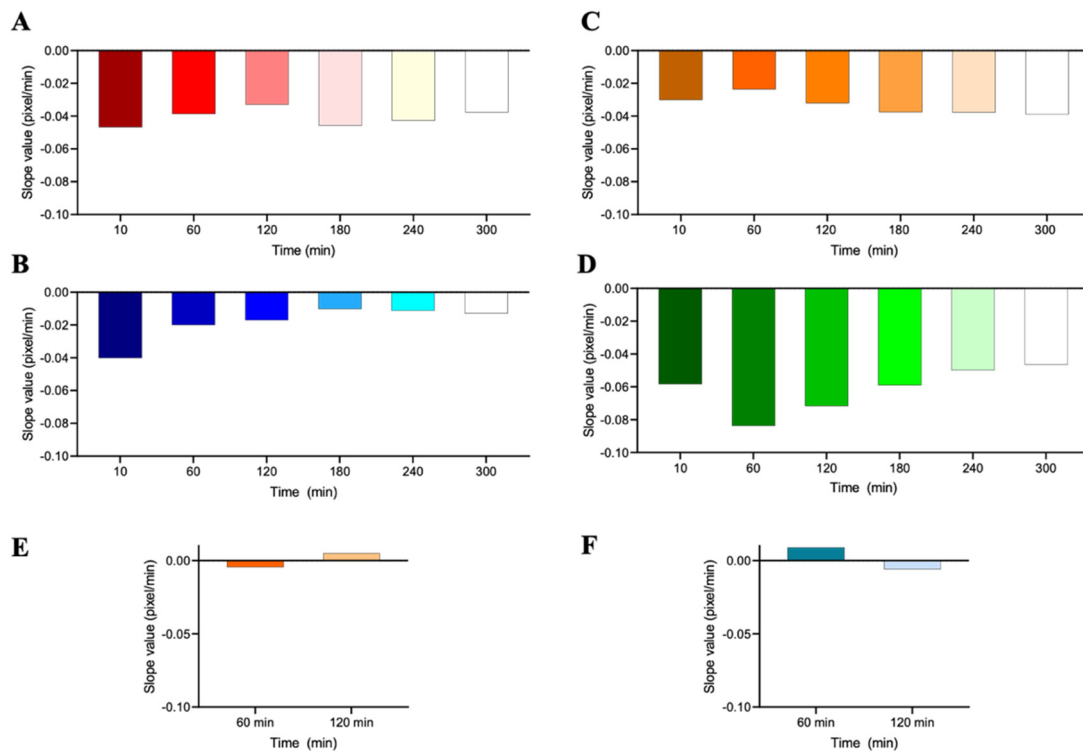 A
Slope value (pixel/min)
0.00
-0.02
-0.04
-0.06
-0.08
-0.10
10 60 120 180 240 300
Time (min)
B
Slope value (pixel/min)
0.00
-0.02
-0.04
-0.06
-0.08
-0.10
10 60 120 180 240 300
Time (min)
C
Slope value (pixel/min)
0.00
-0.02
-0.04
-0.06
-0.08
-0.10
10 60 120 180 240 300
Time (min)
D
Slope value (pixel/min)
0.00
-0.02
-0.04
-0.06
-0.08
-0.10
10 60 120 180 240 300
Time (min)
E
Slope value (pixel/min)
0.00
-0.05
-0.10
60 min 120 min
Time (min)
F
Slope value (pixel/min)
0.00
-0.05
-0.10
60 min 120 min
Time (min)